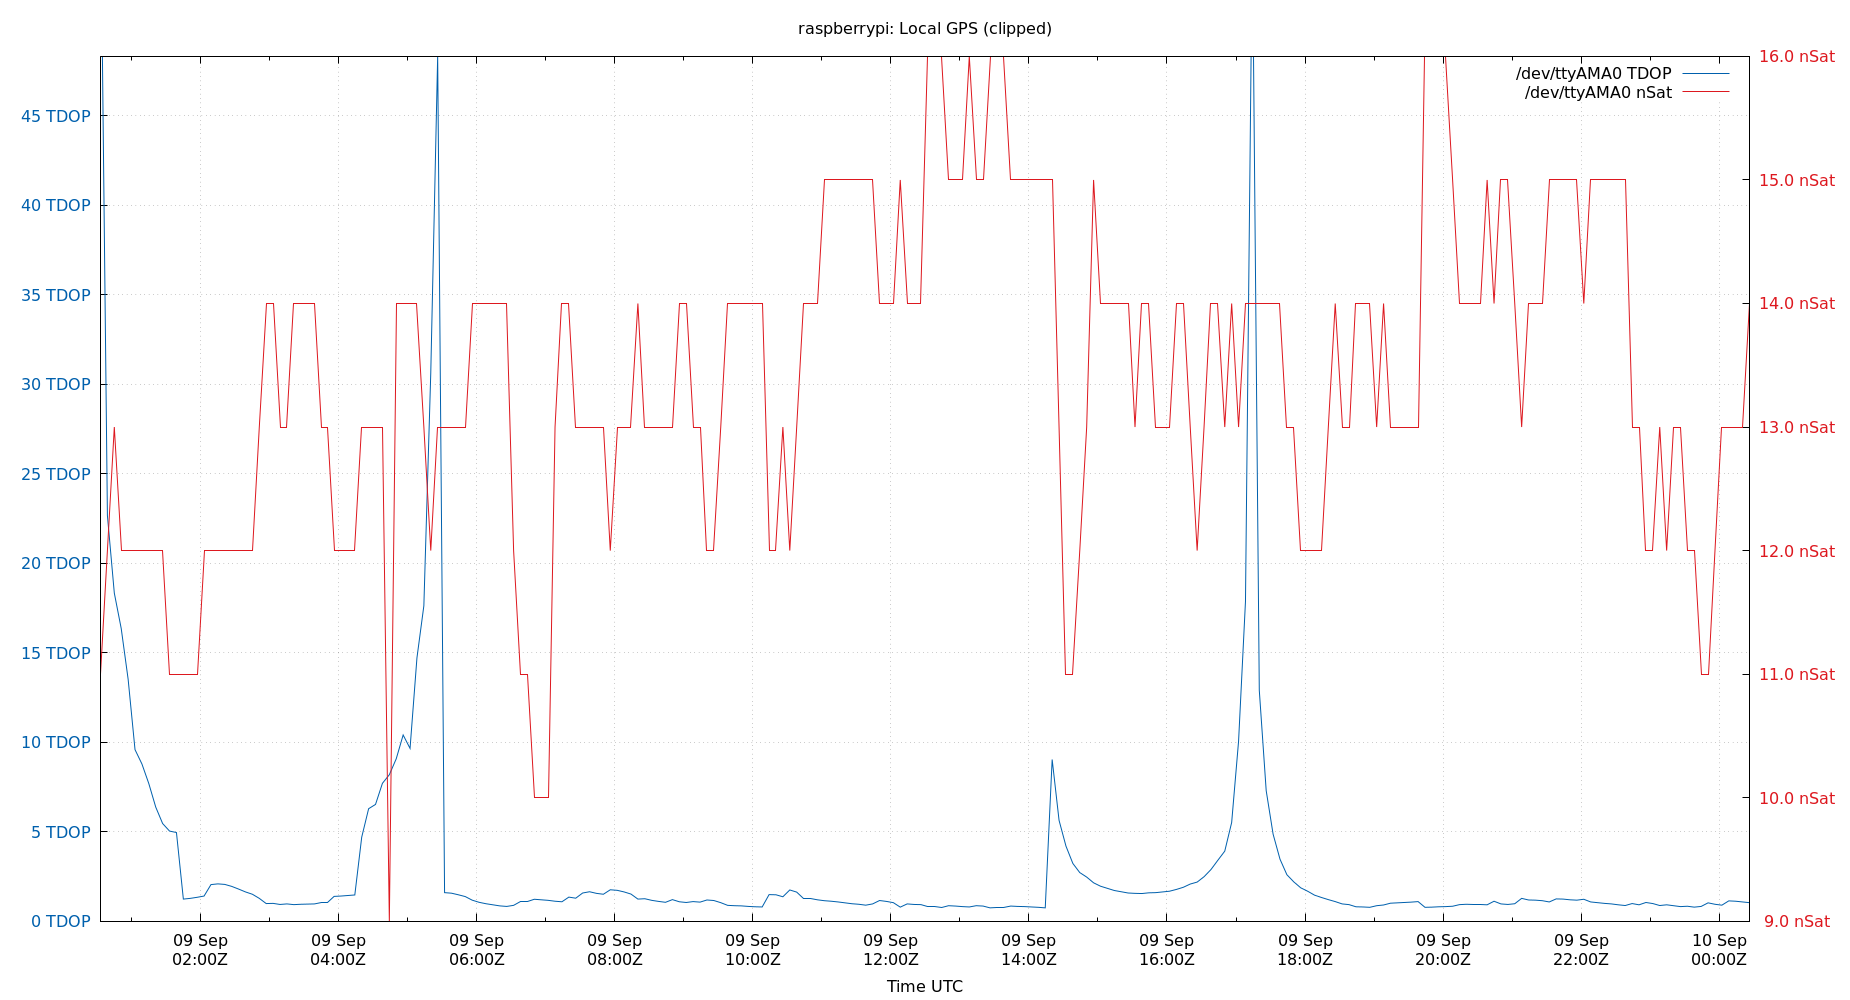 raspberrypi: Local GPS (clipped)
/dev/ttyAMA0 TDOP
/dev/ttyAMA0 nSat
45 TDOP
40 TDOP
35 TDOP
30 TDOP
25 TDOP
20 TDOP
15 TDOP
10 TDOP
5 TDOP
0 TDOP
16.0 nSat
15.0 nSat
14.0 nSat
13.0 nSat
12.0 nSat
11.0 nSat
10.0 nSat
9.0 nSat
09 Sep
02:00Z
09 Sep
04:00Z
09 Sep
06:00Z
09 Sep
08:00Z
09 Sep
10:00Z
09 Sep
12:00Z
09 Sep
14:00Z
09 Sep
16:00Z
09 Sep
18:00Z
09 Sep
20:00Z
09 Sep
22:00Z
10 Sep
00:00Z
Time UTC